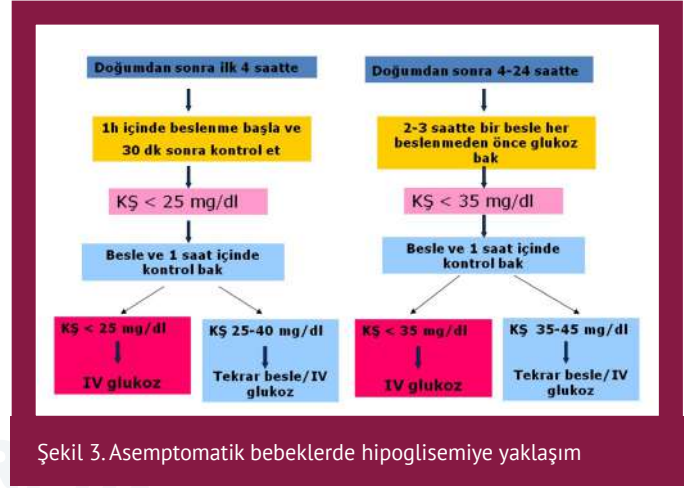 Doğumdan sonra ilk 4 saatte
1h içinde beslenme başla ve
30 dk sonra kontrol et
KŞ < 25 mg/dl
Besle ve 1 saat içinde
kontrol bak
KŞ < 25 mg/dl
IV glukoz
KŞ 25-40 mg/dl
Tekrar besle/IV
glukoz
Doğumdan sonra 4-24 saatte
2-3 saatte bir besle her
beslenmeden önce glukoz
bak
KŞ < 35 mg/dl
Besle ve 1 saat içinde
kontrol bak
KŞ < 35 mg/dl
IV glukoz
KŞ 35-45 mg/dl
Tekrar besle/IV
glukoz
Şekil 3. Asemptomatik bebeklerde hipoglisemiye yaklaşım